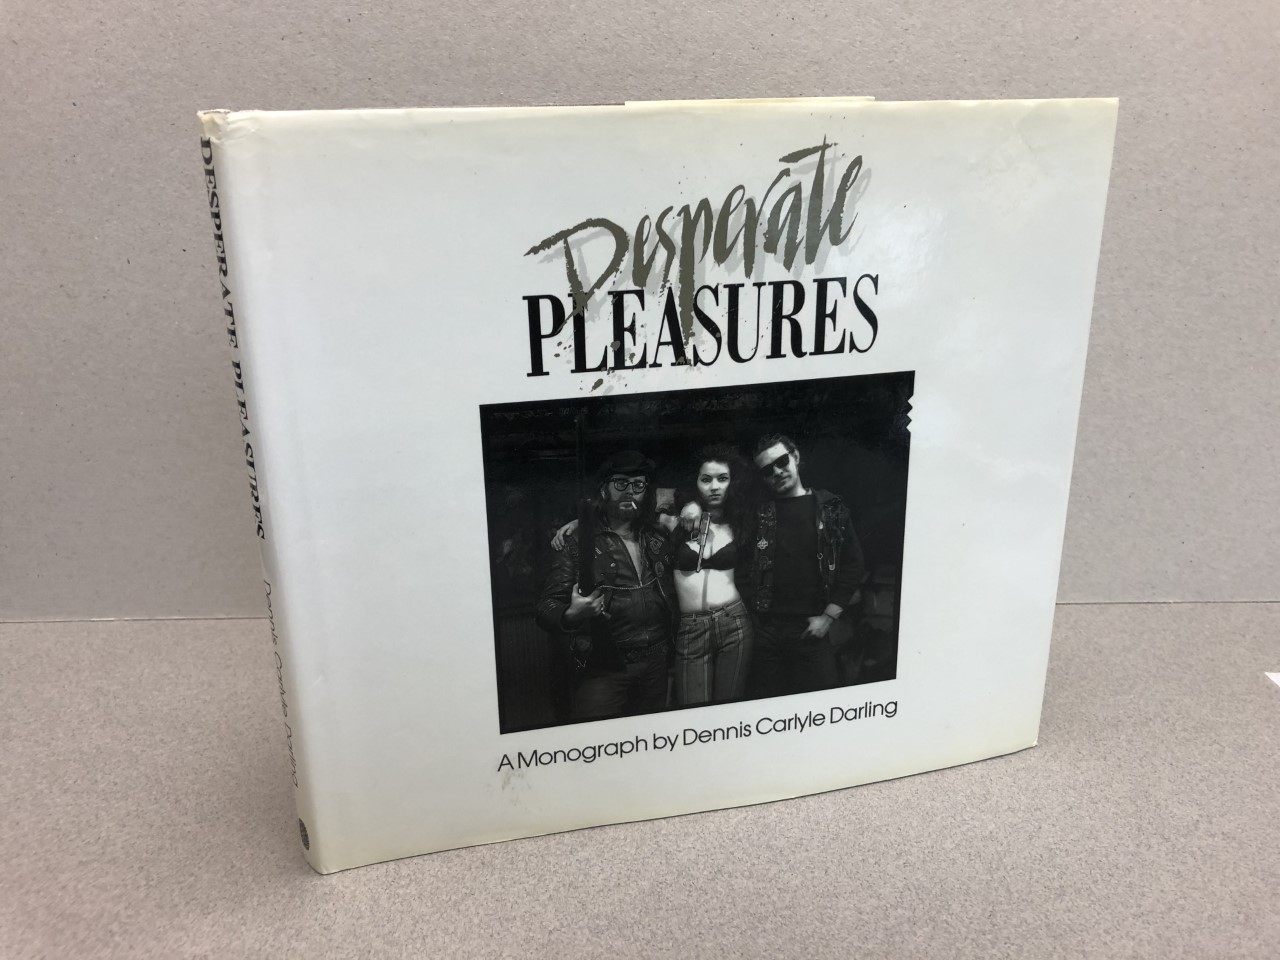 Desperate
PLEASURES
A Monograph by Dennis Carlyle Darling
DESPERATE PLEASURES
Dennis Carlyle Darling